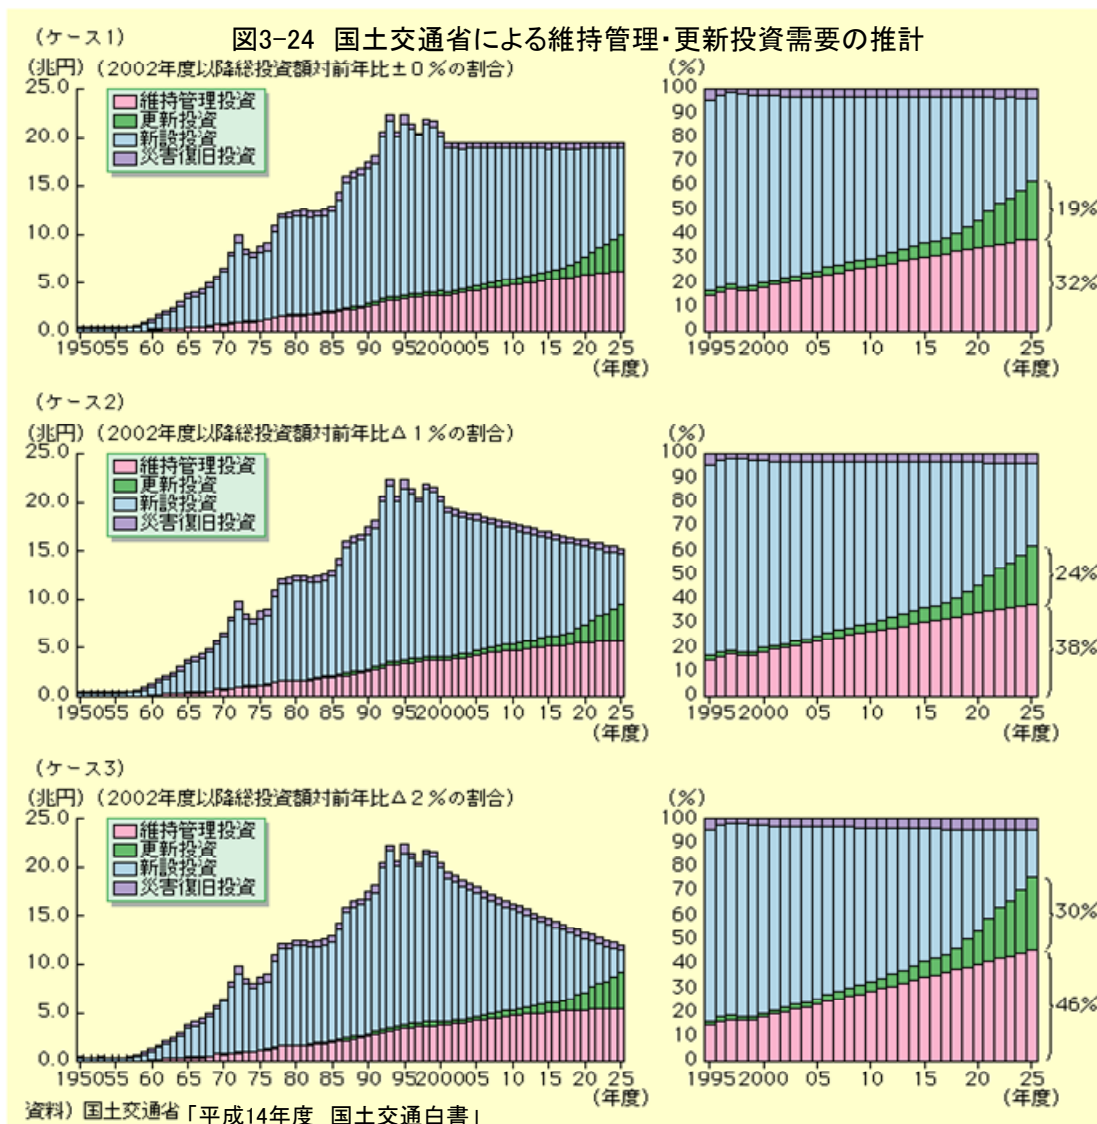 (ケース1)
図3-24 国土交通省による維持管理・更新投資需要の推計
(兆円)(2002年度以降総投資額対前年比±0%の割合)
(%)
25.0
20.0
15.0
10.0
5.0
0.0
維持管理投資
更新投資
新設投資
災害復旧投資
195055 60 65 70 75 80 85 90 95200005 10 15 20 25
(年度)
100
90
80
70
60
50
40
30
20
10
0
19952000 05 10 15 20 25
(年度)
19%
32%
(ケース2)
(兆円)(2002年度以降総投資額対前年比Δ1%の割合)
(%)
25.0
20.0
15.0
10.0
5.0
0.0
維持管理投資
更新投資
新設投資
災害復旧投資
195055 60 65 70 75 80 85 90 95200005 10 15 20 25
(年度)
100
90
80
70
60
50
40
30
20
10
0
19952000 05 10 15 20 25
(年度)
24%
38%
(ケース3)
(兆円)(2002年度以降総投資額対前年比Δ2%の割合)
(%)
25.0
20.0
15.0
10.0
5.0
0.0
維持管理投資
更新投資
新設投資
災害復旧投資
195055 60 65 70 75 80 85 90 95200005 10 15 20 25
(年度)
100
90
80
70
60
50
40
30
20
10
0
19952000 05 10 15 20 25
(年度)
30%
46%
資料) 国土交通省「平成14年度 国土交通白書」